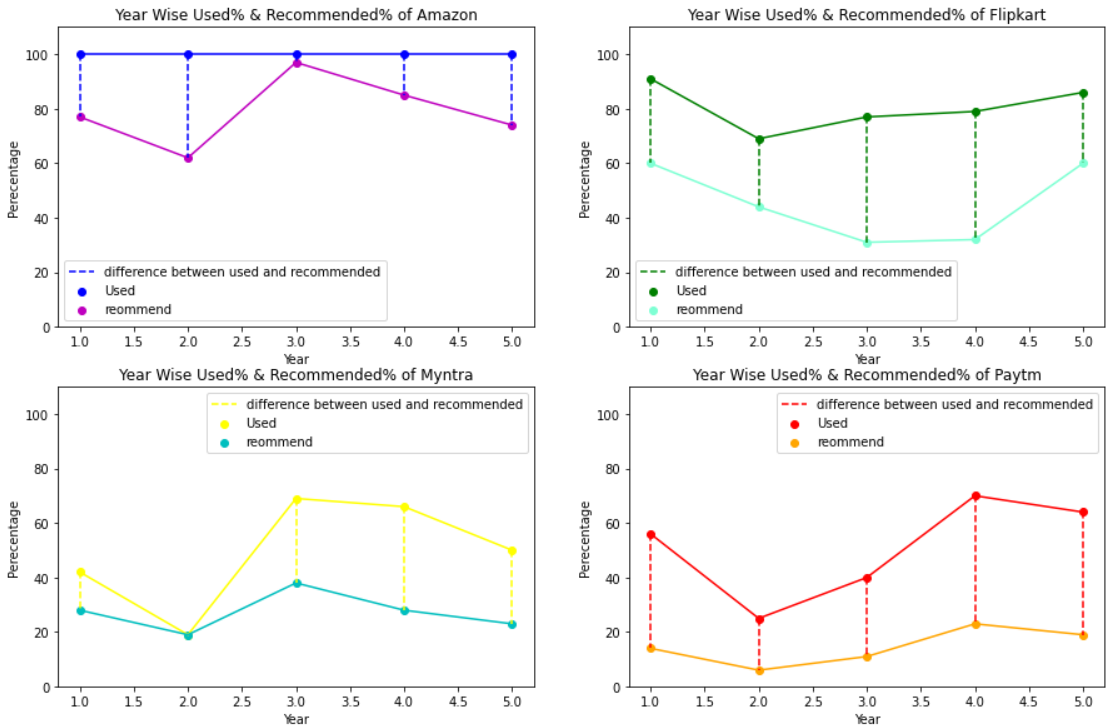 Year Wise Used% & Recommended% of Amazon
Perecentage
100
80
60
40
20
0
difference between used and recommended
Used
reommend
1.0 1.5 2.0 2.5 3.0 3.5 4.0 4.5 5.0
Year
Year Wise Used% & Recommended% of Flipkart
Perecentage
100
80
60
40
20
0
difference between used and recommended
Used
reommend
1.0 1.5 2.0 2.5 3.0 3.5 4.0 4.5 5.0
Year
Year Wise Used% & Recommended% of Myntra
Perecentage
100
80
60
40
20
0
difference between used and recommended
Used
reommend
1.0 1.5 2.0 2.5 3.0 3.5 4.0 4.5 5.0
Year
Year Wise Used% & Recommended% of Paytm
Perecentage
100
80
60
40
20
0
difference between used and recommended
Used
reommend
1.0 1.5 2.0 2.5 3.0 3.5 4.0 4.5 5.0
Year